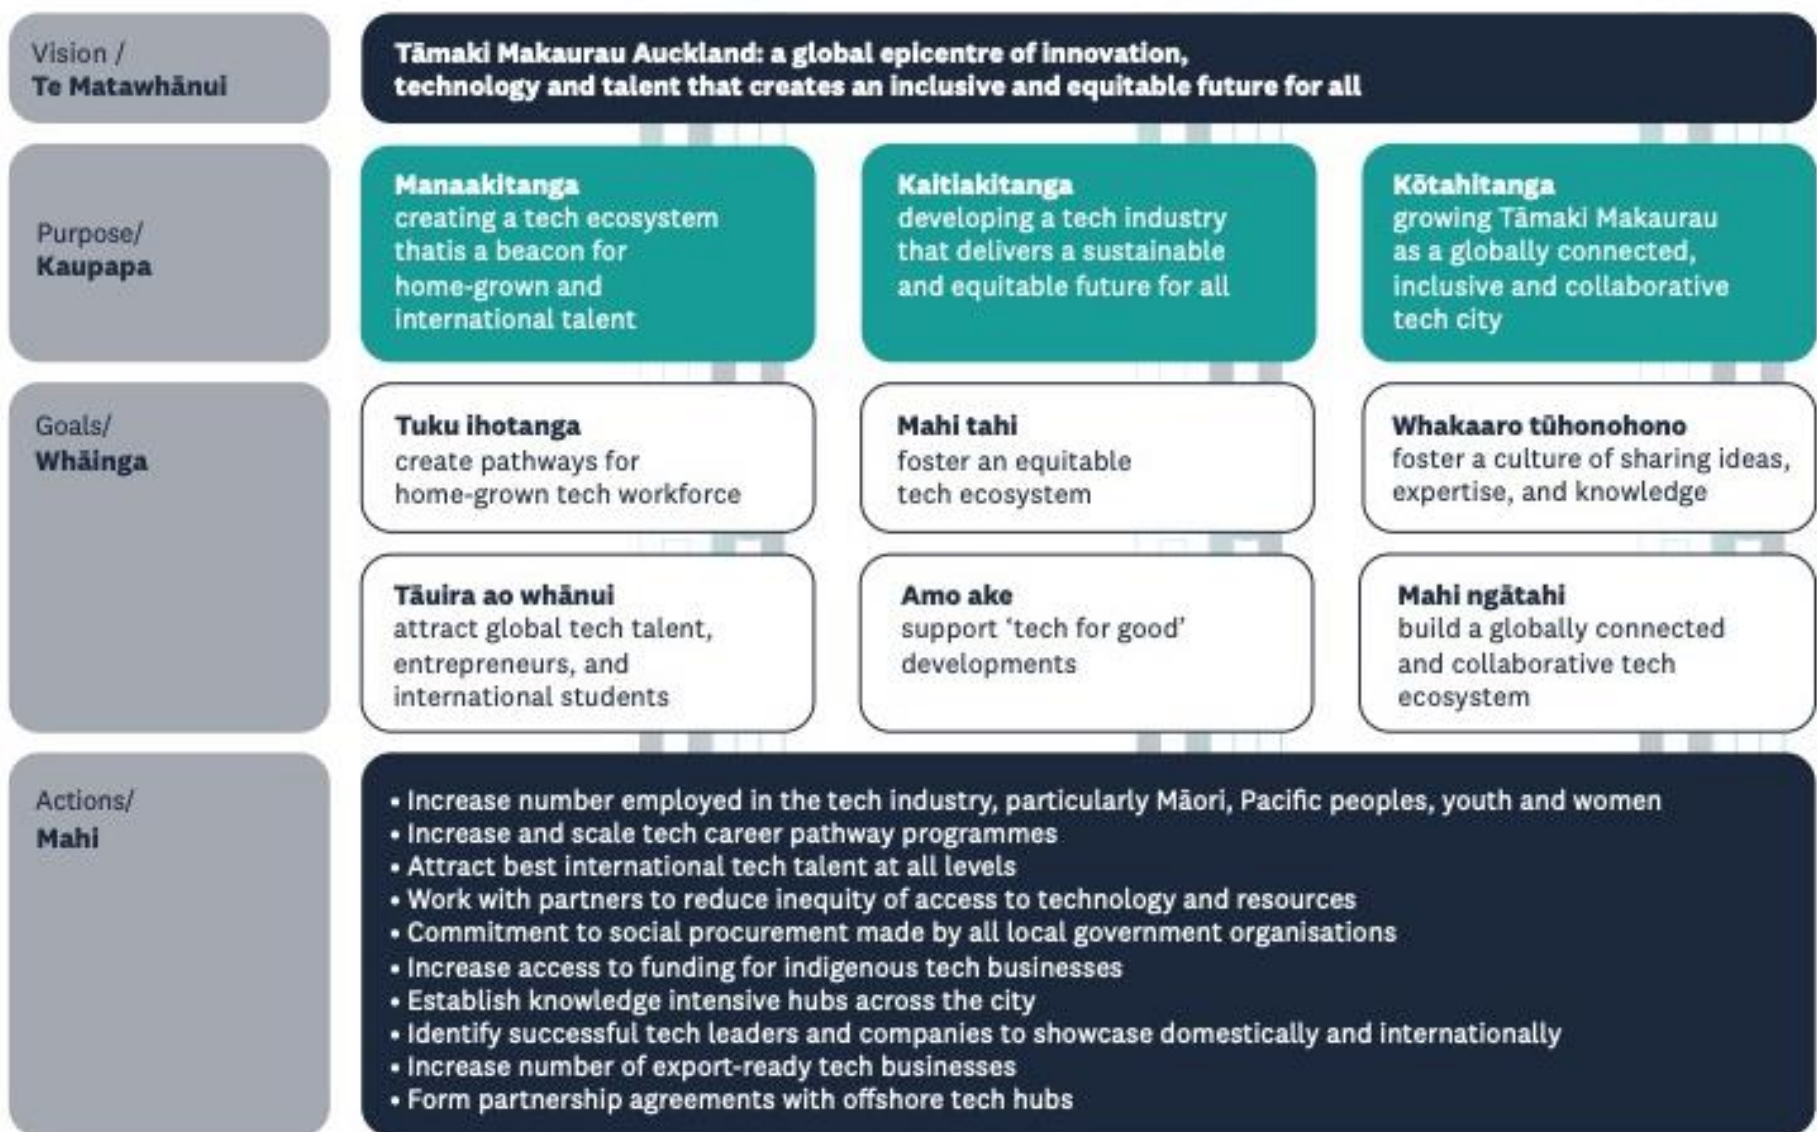 Vision /
Te Matawhānui
Tāmaki Makaurau Auckland: a global epicentre of innovation,
technology and talent that creates an inclusive and equitable future for all
Purpose/
Kaupapa
Manaakitanga
creating a tech ecosystem
thatis a beacon for
home-grown and
international talent
Kaitiakitanga
developing a tech industry
that delivers a sustainable
and equitable future for all
Kōtahitanga
growing Tāmaki Makaurau
as a globally connected,
inclusive and collaborative
tech city
Goals/
Whāinga
Tuku ihotanga
create pathways for
home-grown tech workforce
Mahi tahi
foster an equitable
tech ecosystem
Whakaaro tūhonohono
foster a culture of sharing ideas,
expertise, and knowledge
Tāuira ao whānui
attract global tech talent,
entrepreneurs, and
international students
Amo ake
support ‘tech for good’
developments
Mahi ngātahi
build a globally connected
and collaborative tech
ecosystem
Actions/
Mahi
• Increase number employed in the tech industry, particularly Māori, Pacific peoples, youth and women
• Increase and scale tech career pathway programmes
• Attract best international tech talent at all levels
• Work with partners to reduce inequity of access to technology and resources
• Commitment to social procurement made by all local government organisations
• Increase access to funding for indigenous tech businesses
• Establish knowledge intensive hubs across the city
• Identify successful tech leaders and companies to showcase domestically and internationally
• Increase number of export-ready tech businesses
• Form partnership agreements with offshore tech hubs